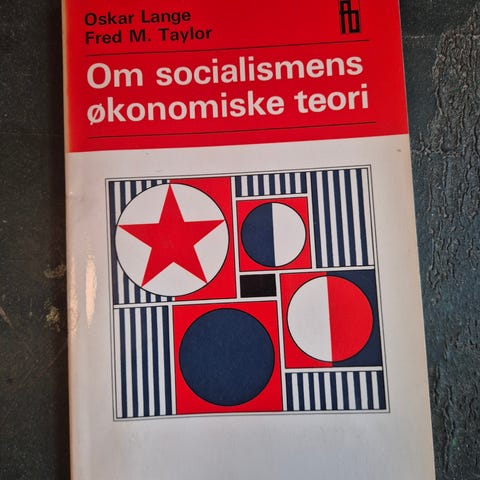 Oskar Lange
Fred M. Taylor
Om socialismens
økonomiske teori